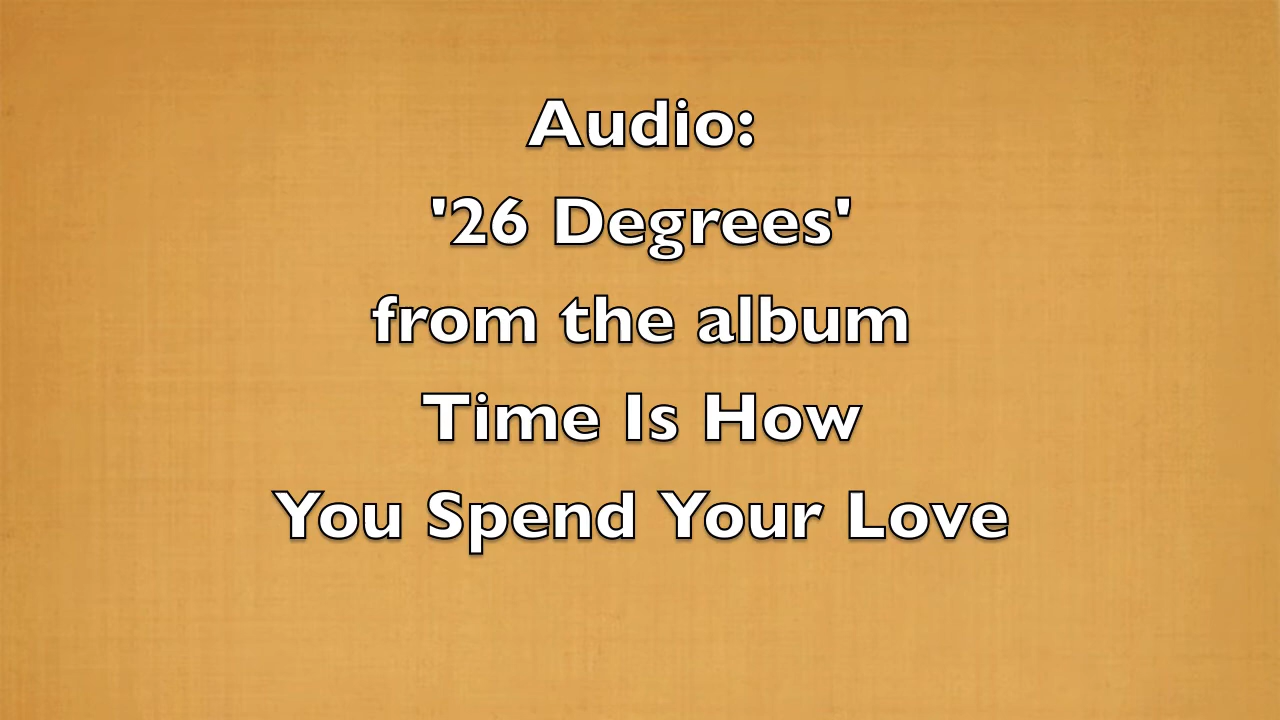 Audio:
'26 Degrees'
from the album
Time Is How
You Spend Your Love